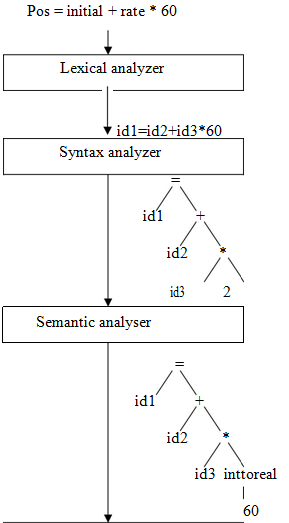 Pos = initial + rate * 60
Lexical analyzer
id1=id2+id3*60
Syntax analyzer
=
id1 +
id2 *
id3 2
Semantic analyser
=
id1 +
id2 *
id3 inttoreal
60